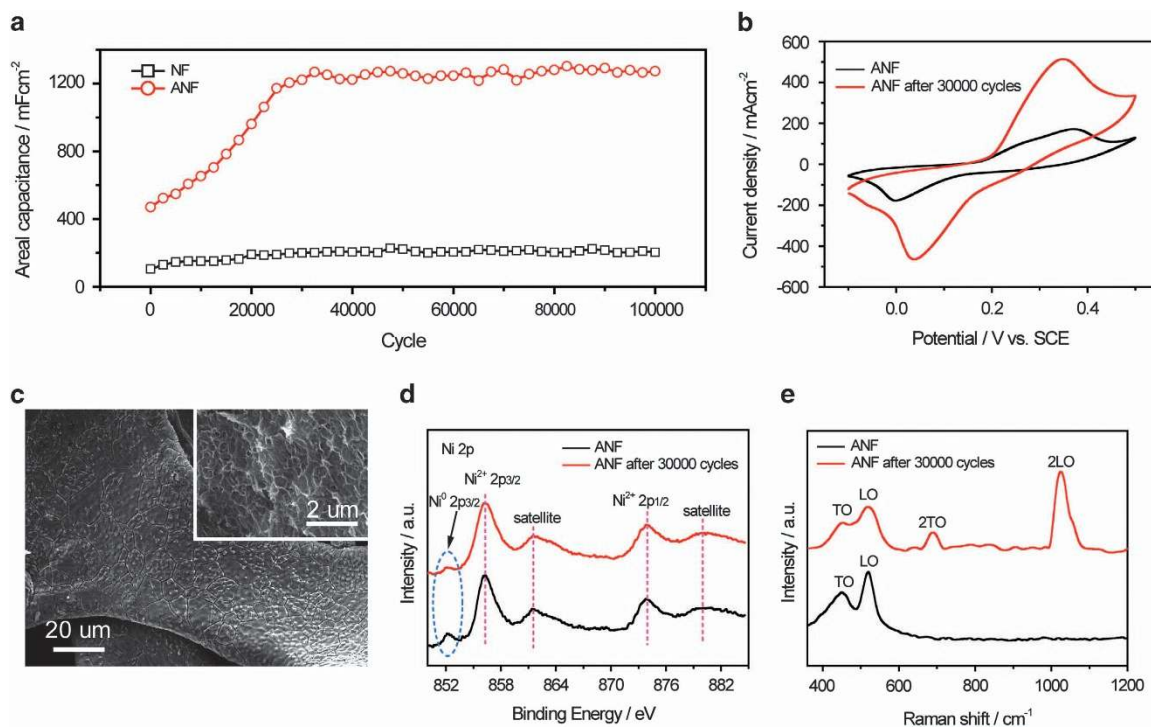 a
Areal capacitance / mFcm⁻²
1200
800
400
0
NF
ANF
0 20000 40000 60000 80000 100000
Cycle
b
Current density / mAcm⁻²
600
400
200
0
-200
-400
-600
ANF
ANF after 30000 cycles
0.0 0.2 0.4
Potential / V vs. SCE
c
2 um
20 um
d
Intensity / a.u.
Ni 2p
ANF
ANF after 30000 cycles
Ni⁰ 2p3/2
Ni²⁺ 2p3/2
satellite
Ni²⁺ 2p1/2
satellite
852 858 864 870 876 882
Binding Energy / eV
e
Intensity / a.u.
ANF
ANF after 30000 cycles
2LO
TO LO
2TO
TO LO
400 600 800 1000 1200
Raman shift / cm⁻¹